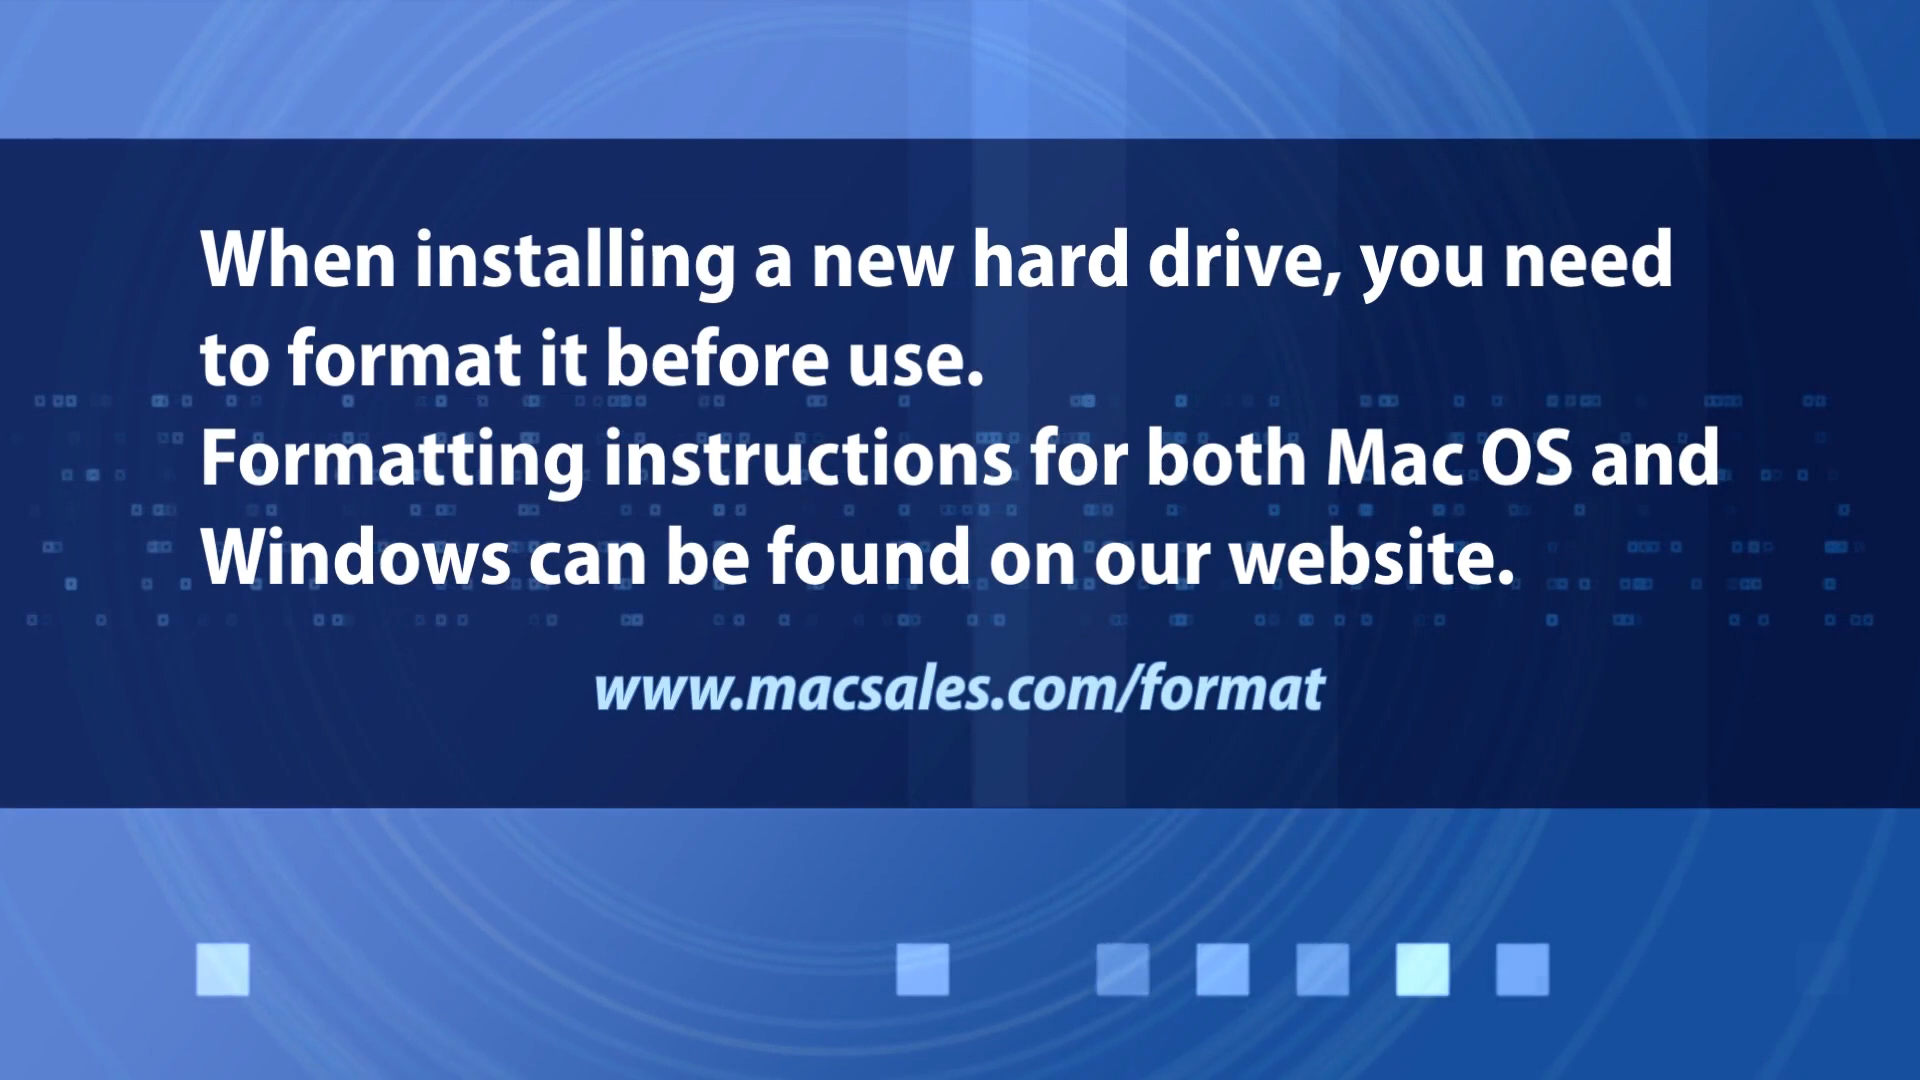 When installing a new hard drive, you need
to format it before use.
Formatting instructions for both Mac OS and
Windows can be found on our website.
www.macsales.com/format